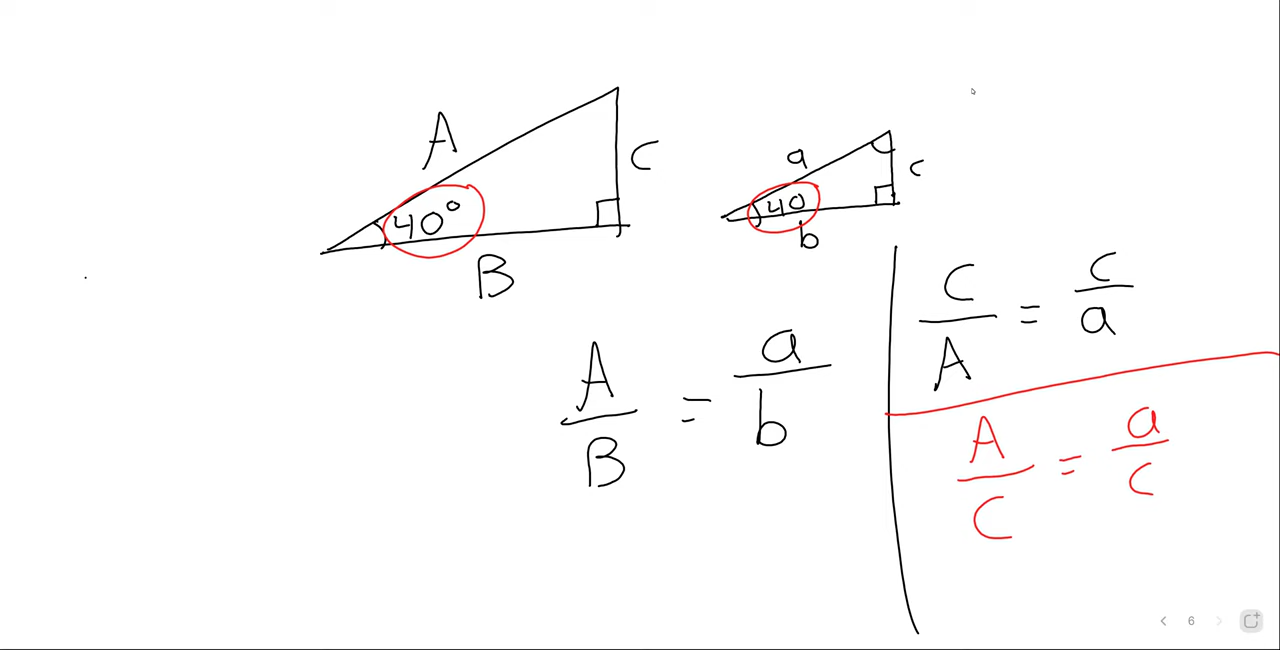 A
C
40°
B
a
c
40
b
A/B = a/b
C/A = c/a
A/C = a/c
6